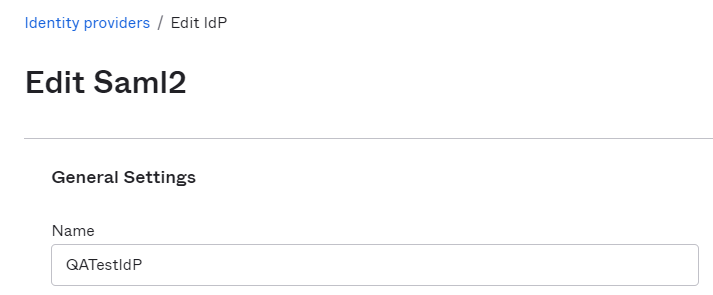 Identity providers / Edit IdP
Edit Saml2
General Settings
Name
QATestIdP